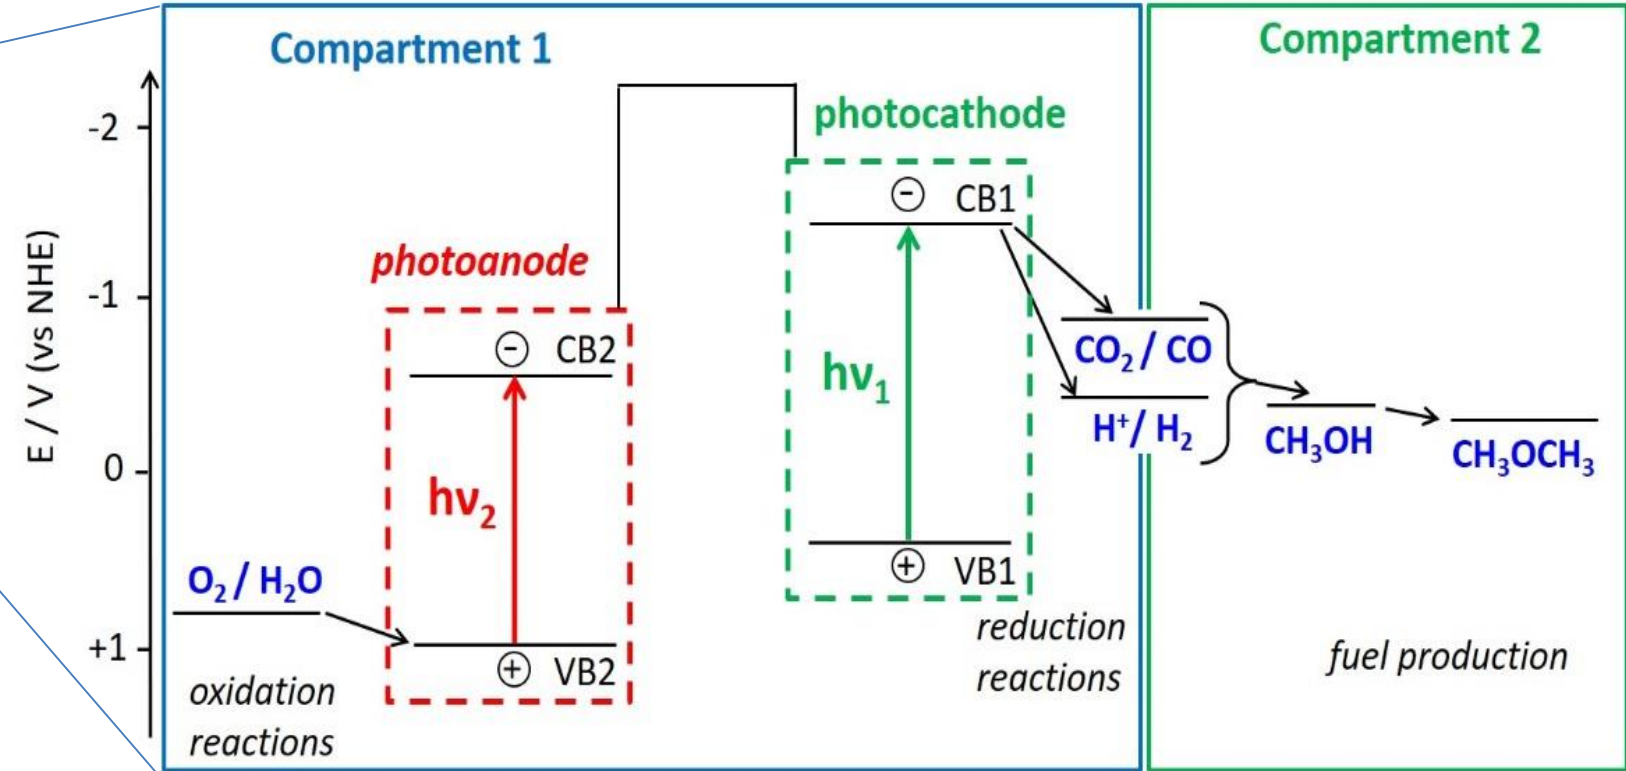 Compartment 1
Compartment 2
E / V (vs NHE)
-2
-1
0
+1
photocathode
⊖ CB1
photoanode
⊖ CB2
hν₁
CO₂ / CO
H⁺/ H₂
CH₃OH
CH₃OCH₃
hν₂
O₂ / H₂O
⊕ VB1
⊕ VB2
oxidation
reactions
reduction
reactions
fuel production